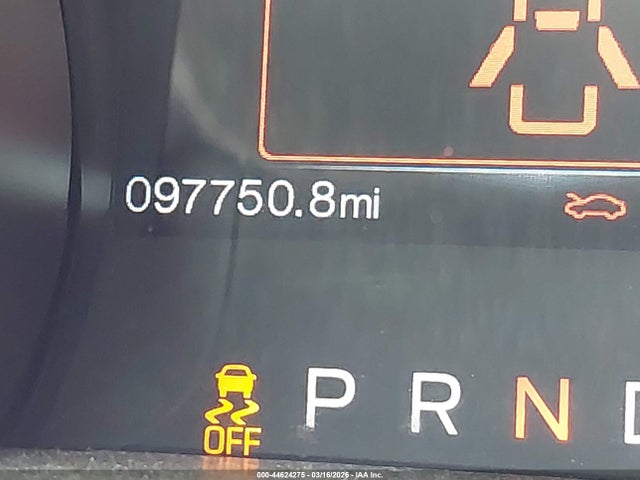 097750.8mi
OFF P R N D
000-44624275 - 03/16/2026 - IAA Inc.